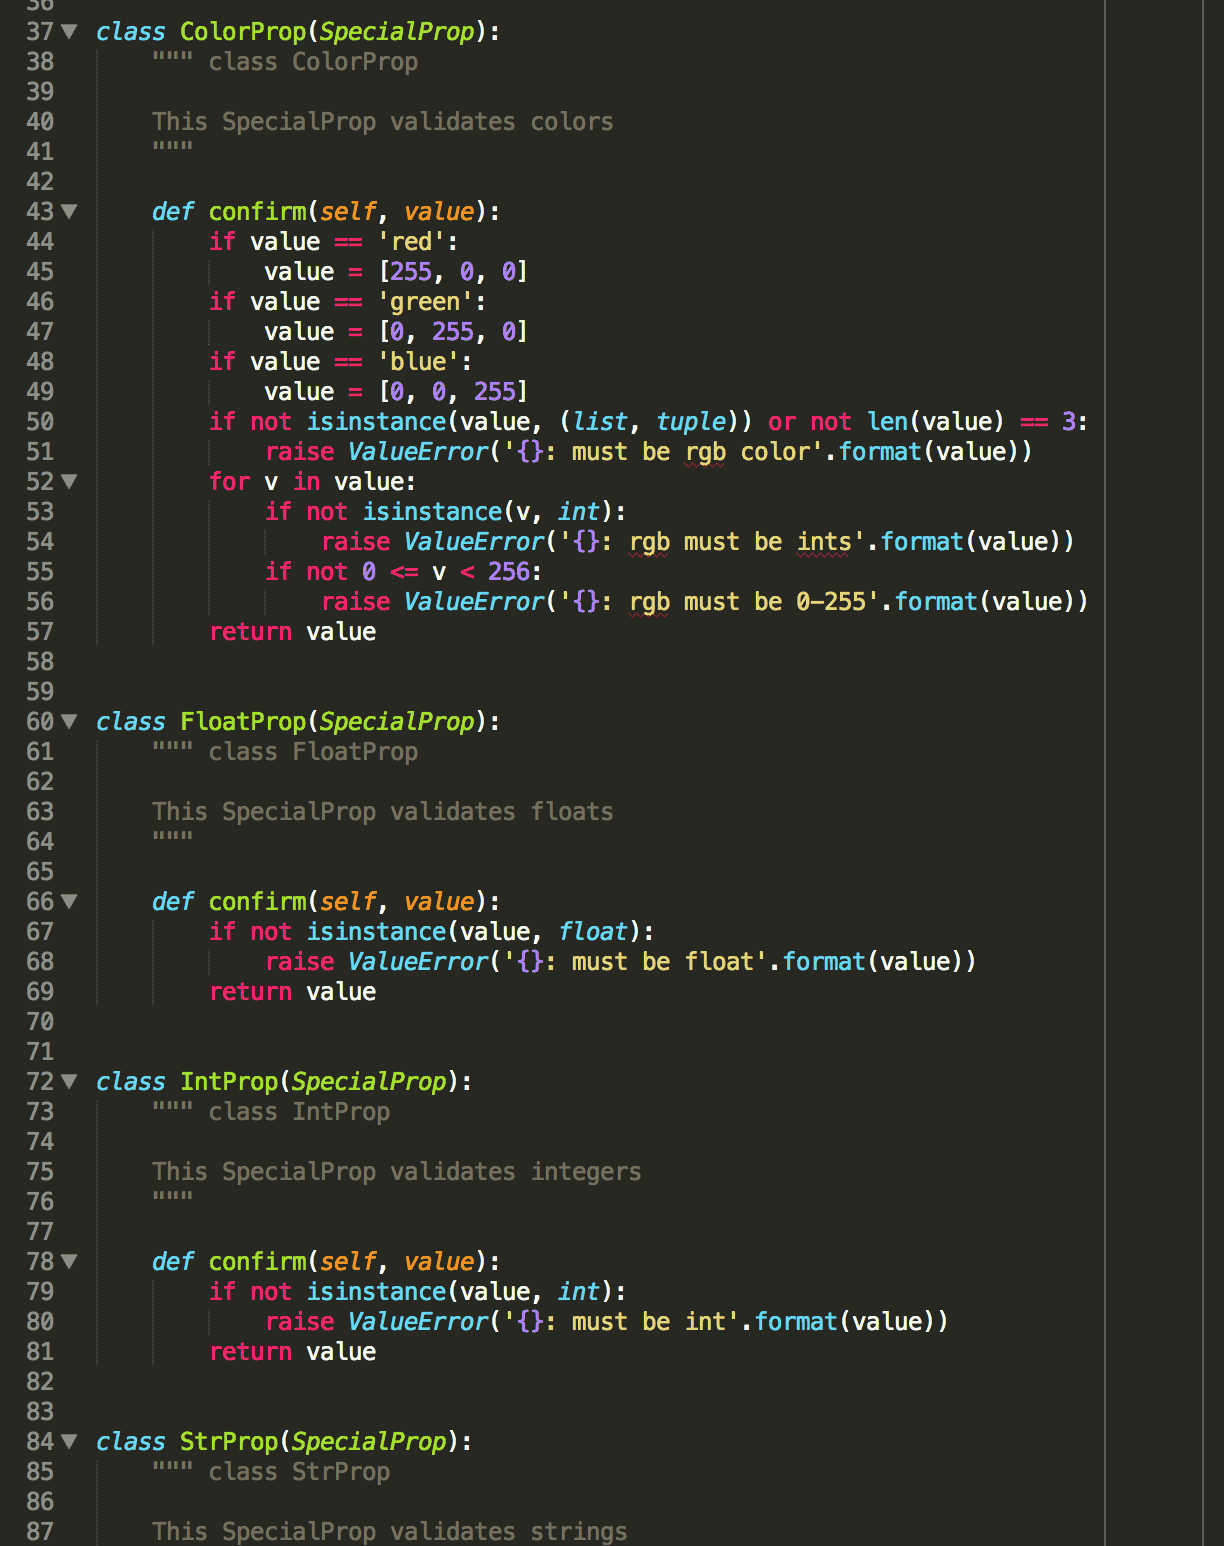 36
37 ▼ class ColorProp(SpecialProp):
38     """ class ColorProp
39
40     This SpecialProp validates colors
41     """
42
43 ▼     def confirm(self, value):
44         if value == 'red':
45             value = [255, 0, 0]
46         if value == 'green':
47             value = [0, 255, 0]
48         if value == 'blue':
49             value = [0, 0, 255]
50         if not isinstance(value, (list, tuple)) or not len(value) == 3:
51             raise ValueError('{}: must be rgb color'.format(value))
52 ▼         for v in value:
53             if not isinstance(v, int):
54                 raise ValueError('{}: rgb must be ints'.format(value))
55             if not 0 <= v < 256:
56                 raise ValueError('{}: rgb must be 0-255'.format(value))
57         return value
58
59
60 ▼ class FloatProp(SpecialProp):
61     """ class FloatProp
62
63     This SpecialProp validates floats
64     """
65
66 ▼     def confirm(self, value):
67         if not isinstance(value, float):
68             raise ValueError('{}: must be float'.format(value))
69         return value
70
71
72 ▼ class IntProp(SpecialProp):
73     """ class IntProp
74
75     This SpecialProp validates integers
76     """
77
78 ▼     def confirm(self, value):
79         if not isinstance(value, int):
80             raise ValueError('{}: must be int'.format(value))
81         return value
82
83
84 ▼ class StrProp(SpecialProp):
85     """ class StrProp
86
87     This SpecialProp validates strings